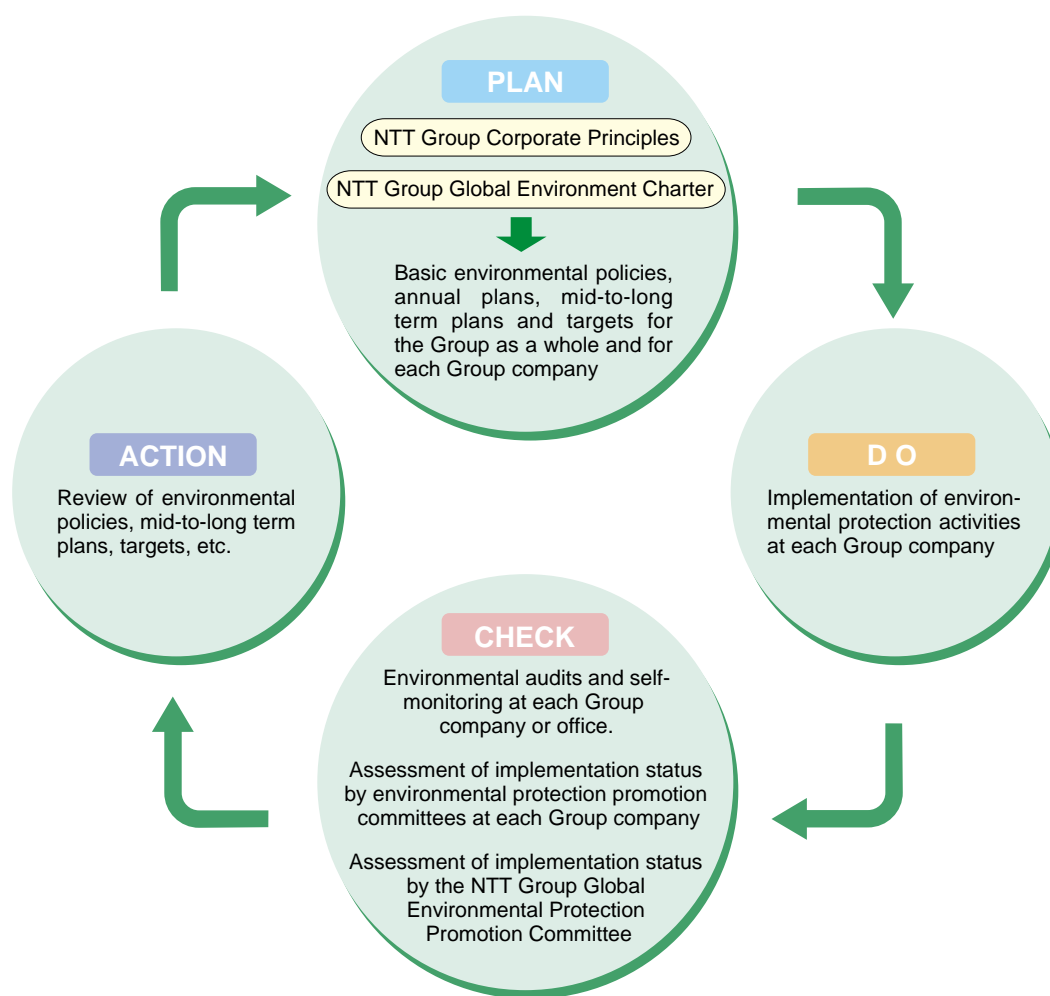 PLAN
NTT Group Corporate Principles
NTT Group Global Environment Charter
Basic environmental policies,
annual plans, mid-to-long
term plans and targets for
the Group as a whole and for
each Group company
D O
Implementation of environ-
mental protection activities
at each Group company
CHECK
Environmental audits and self-
monitoring at each Group
company or office.
Assessment of implementation status
by environmental protection promotion
committees at each Group company
Assessment of implementation status
by the NTT Group Global
Environmental Protection
Promotion Committee
ACTION
Review of environmental
policies, mid-to-long term
plans, targets, etc.